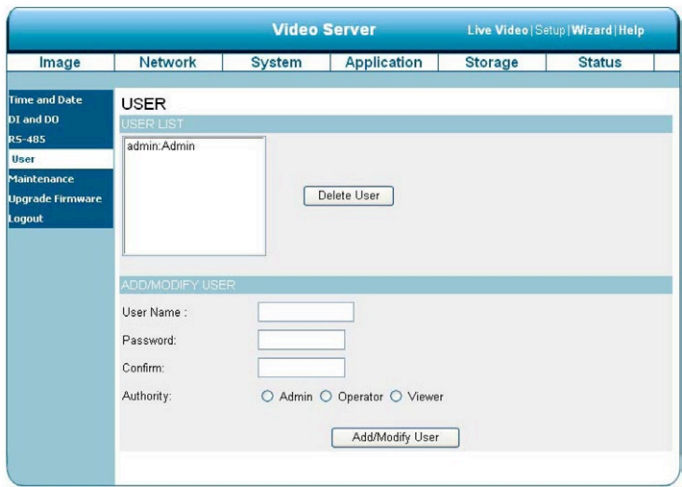 Video Server
Live Video|Setup|Wizard|Help
Image Network System Application Storage Status
Time and Date
DI and DO
RS-485
User
Maintenance
Upgrade Firmware
Logout
USER
USER LIST
admin:Admin
Delete User
ADD/MODIFY USER
User Name :
Password:
Confirm:
Authority: Admin Operator Viewer
Add/Modify User